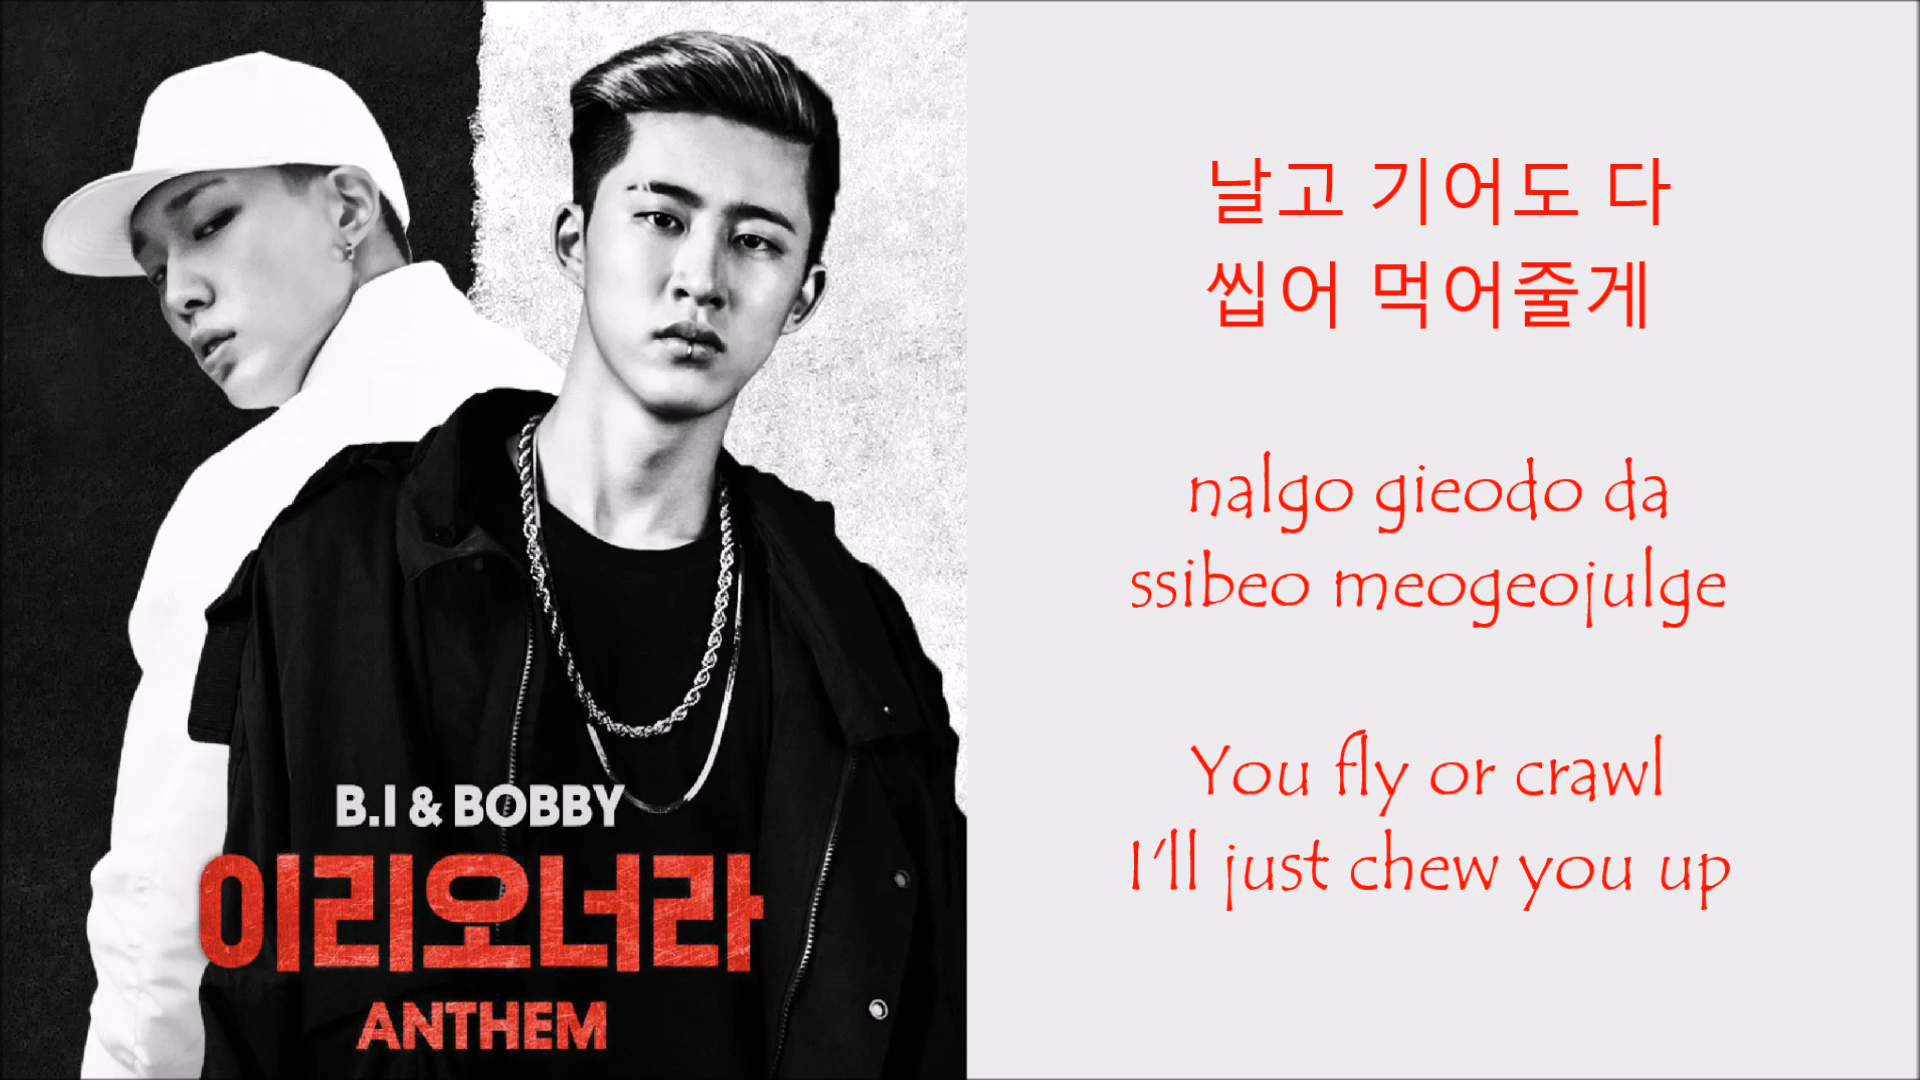 B.I & BOBBY
이리오너라
ANTHEM
날고 기어도 다
씹어 먹어줄게
nalgo gieodo da
ssibeo meogeojulge
You fly or crawl
I'll just chew you up